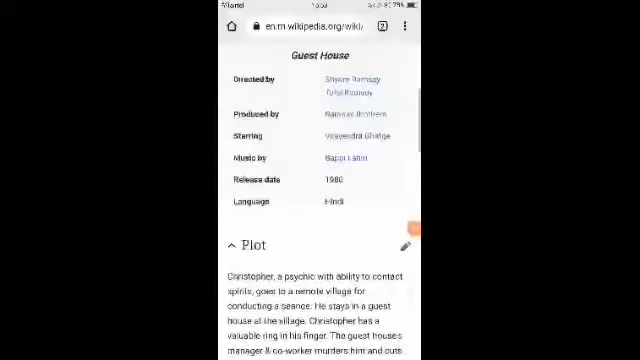 Airtel
en.m.wikipedia.org/wiki/
2
Guest House
Directed by Shyam Ramsay
Tulsi Ramsay
Produced by Ramsay Brothers
Starring Vijayendra Ghatge
Music by Bappi Lahiri
Release date 1980
Language Hindi
Plot
Christopher, a psychic with ability to contact
spirits, goes to a remote village for
conducting a seance. He stays in a guest
house at the village. Christopher has a
valuable ring in his finger. The guest house's
manager & co-worker murders him and cuts